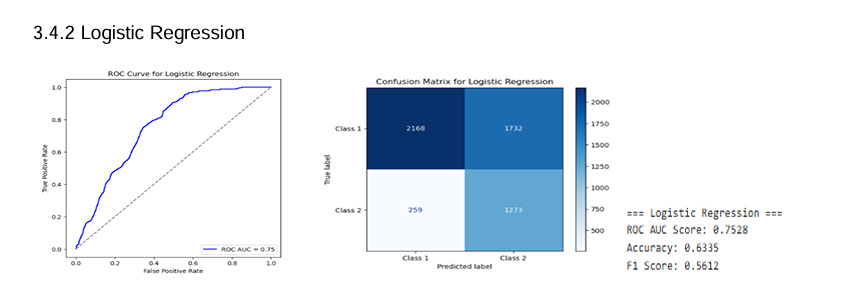 3.4.2 Logistic Regression
ROC Curve for Logistic Regression
True Positive Rate
1.0
0.8
0.6
0.4
0.2
0.0
ROC AUC = 0.75
0.0 0.2 0.4 0.6 0.8 1.0
False Positive Rate
Confusion Matrix for Logistic Regression
True label
Class 1 2168 1732
Class 2 259 1273
Class 1 Class 2
Predicted label
2000
1750
1500
1250
1000
750
500
=== Logistic Regression ===
ROC AUC Score: 0.7528
Accuracy: 0.6335
F1 Score: 0.5612